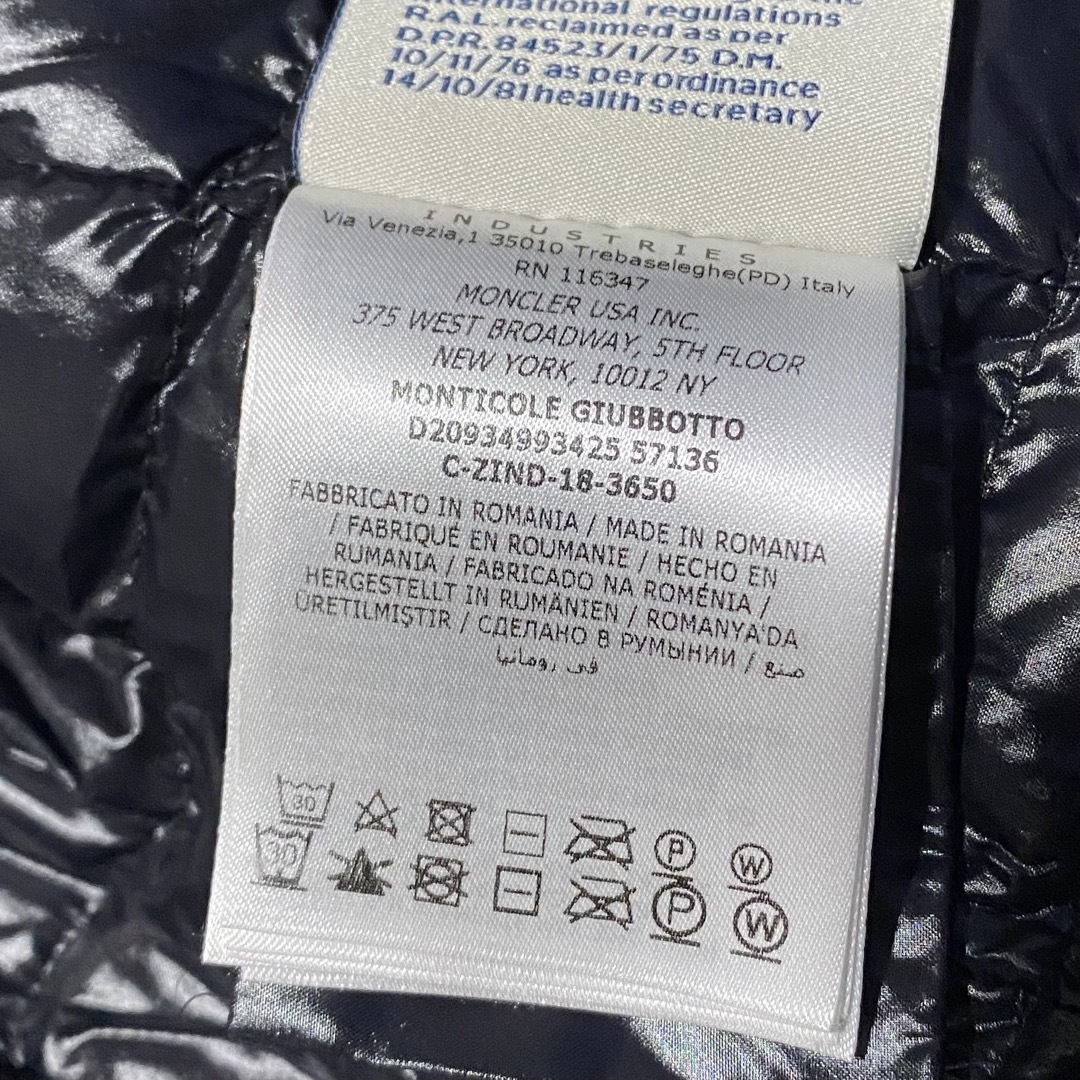 international regulations
R.A.L. reclaimed as per
D.P.R. 84523/1/75 D.M.
10/11/76 as per ordinance
14/10/81 health secretary
INDUSTRIES
Via Venezia,1 35010 Trebaseleghe(PD) Italy
RN 116347
MONCLER USA INC.
375 WEST BROADWAY, 5TH FLOOR
NEW YORK, 10012 NY
MONTICOLE GIUBBOTTO
D20934993425 57136
C-ZIND-18-3650
FABBRICATO IN ROMANIA / MADE IN ROMANIA
/ FABRIQUÉ EN ROUMANIE / HECHO EN
RUMANIA / FABRICADO NA ROMÉNIA /
HERGESTELLT IN RUMÄNIEN / ROMANYA'DA
ÜRETILMIŞTIR / СДЕЛАНО В РУМЫНИИ / صنع
في رومانيا
30 P W
30 P W